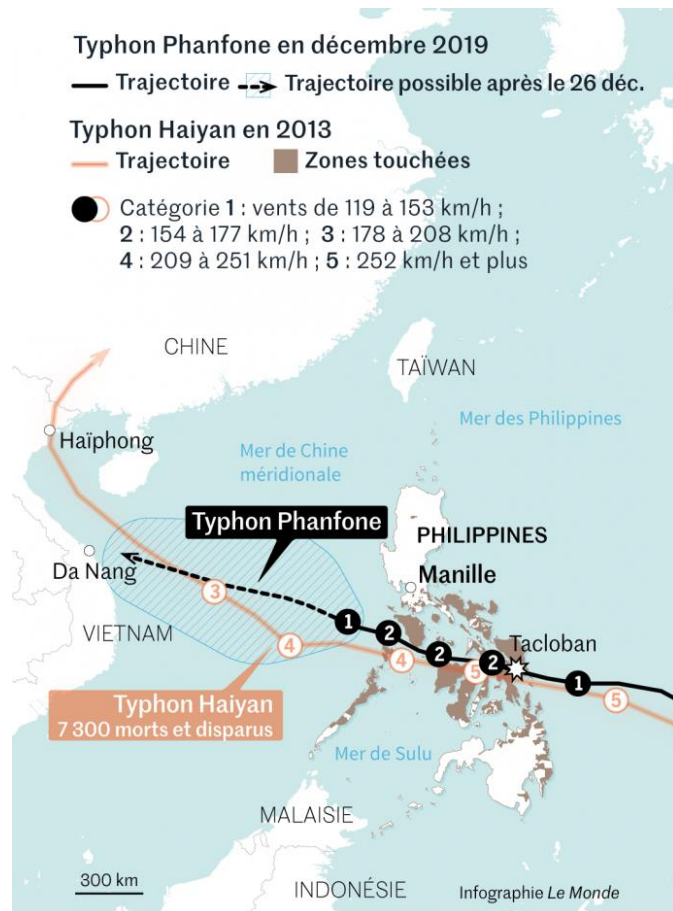 Typhon Phanfone en décembre 2019
Trajectoire
Trajectoire possible après le 26 déc.
Typhon Haiyan en 2013
Trajectoire
Zones touchées
Catégorie 1 : vents de 119 à 153 km/h ;
2 : 154 à 177 km/h ; 3 : 178 à 208 km/h ;
4 : 209 à 251 km/h ; 5 : 252 km/h et plus
CHINE
TAÏWAN
Mer des Philippines
Haïphong
Mer de Chine
méridionale
Typhon Phanfone
PHILIPPINES
Manille
Da Nang
3
1
2
VIETNAM
4
4
2
5
2
Tacloban
1
5
Typhon Haiyan
7 300 morts et disparus
Mer de Sulu
MALAISIE
300 km
INDONÉSIE
Infographie Le Monde